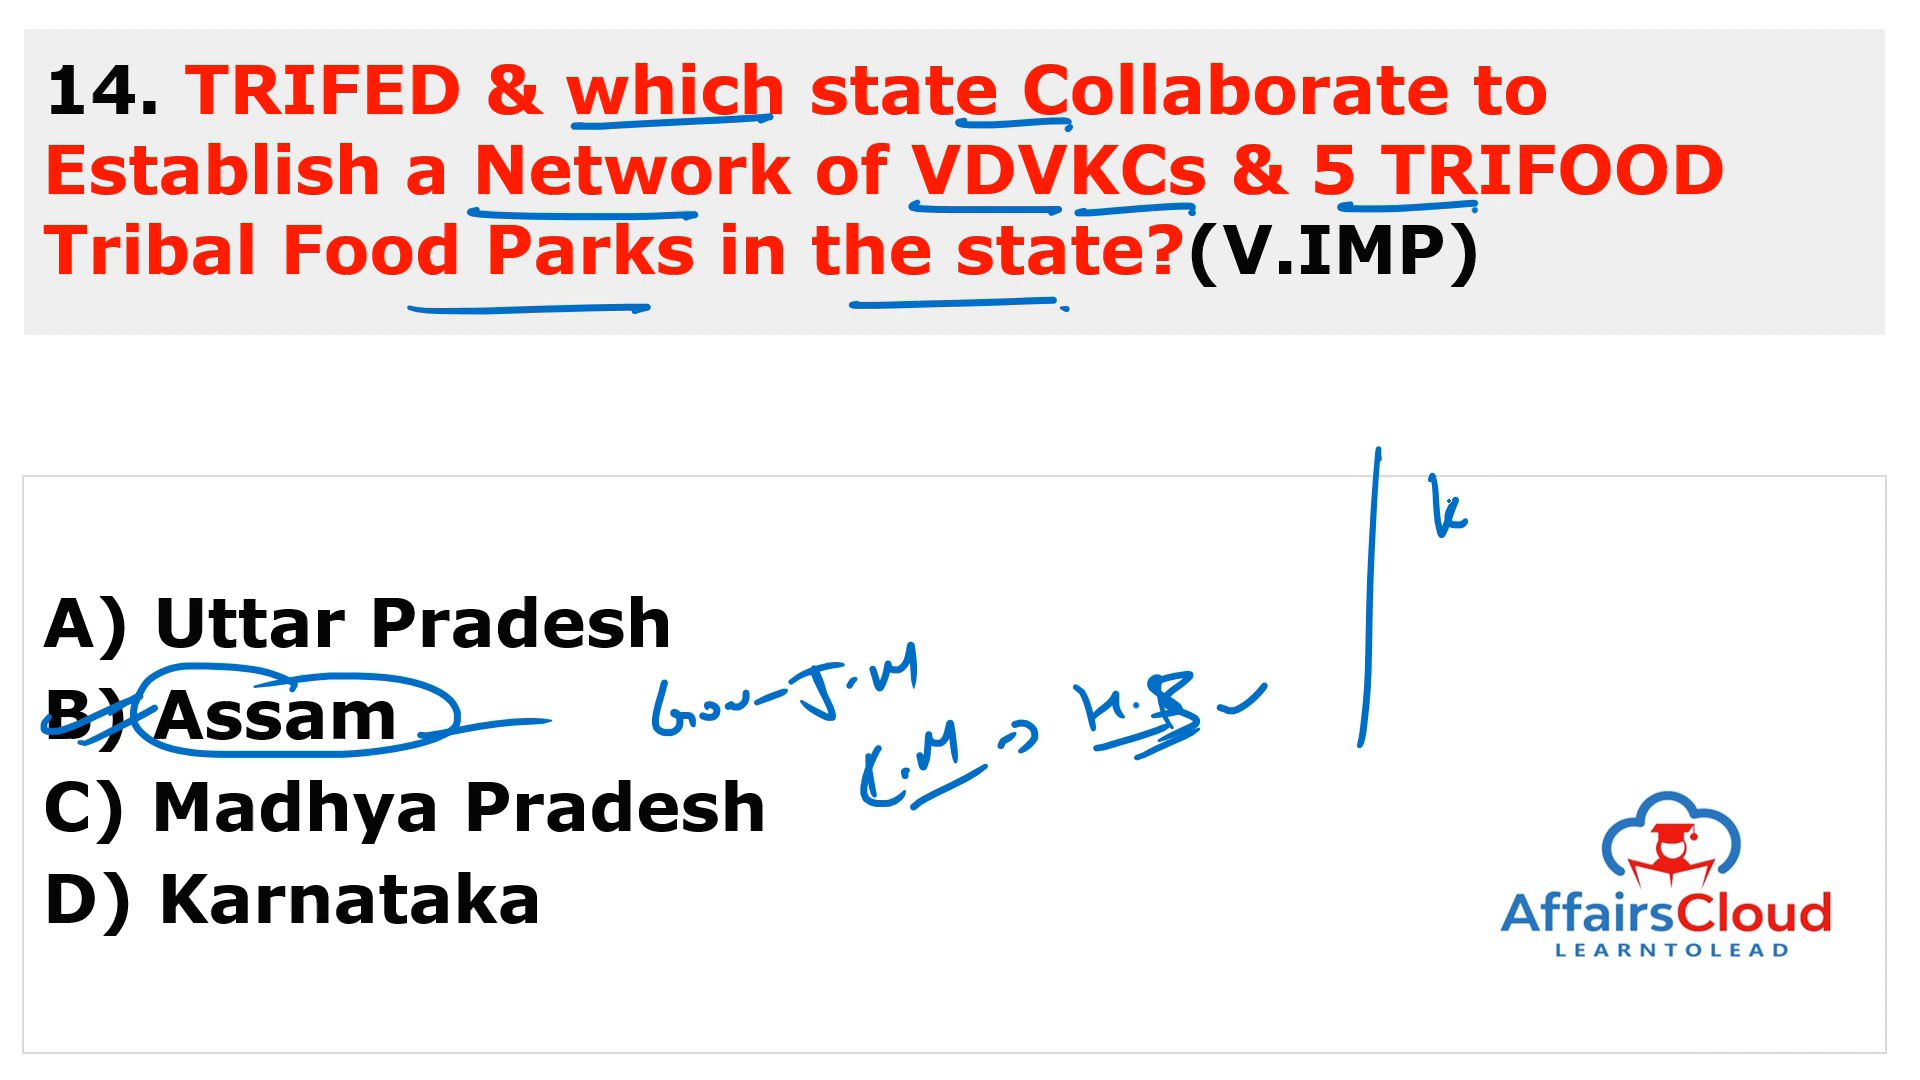 14. TRIFED & which state Collaborate to
Establish a Network of VDVKCs & 5 TRIFOOD
Tribal Food Parks in the state?(V.IMP)
A) Uttar Pradesh
B) Assam
C) Madhya Pradesh
D) Karnataka
Gov-J.M
C.M → H.B
K
AffairsCloud
LEARNTOLEAD